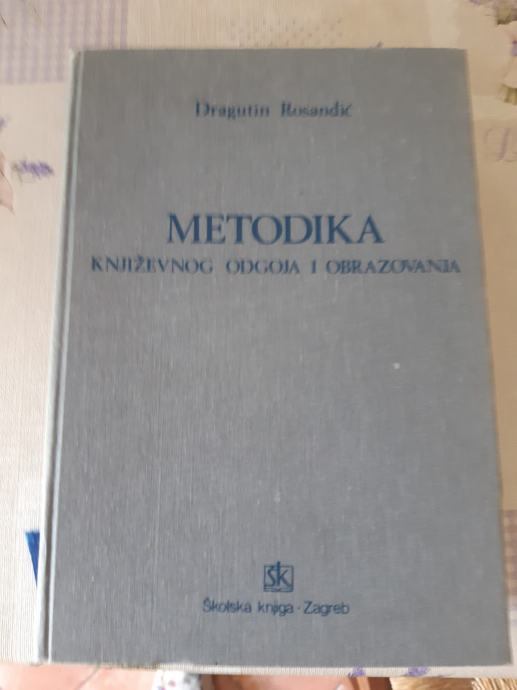 Dragutin Rosandić
METODIKA
KNJIŽEVNOG ODGOJA I OBRAZOVANJA
šk
Školska knjiga · Zagreb